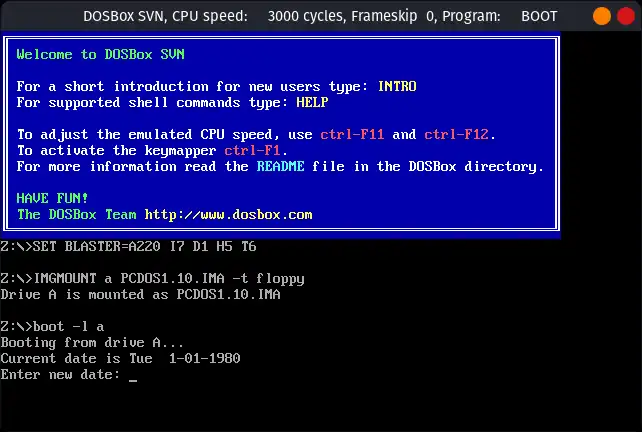 DOSBox SVN, CPU speed: 3000 cycles, Frameskip 0, Program: BOOT
Welcome to DOSBox SVN
For a short introduction for new users type: INTRO
For supported shell commands type: HELP
To adjust the emulated CPU speed, use ctrl-F11 and ctrl-F12.
To activate the keymapper ctrl-F1.
For more information read the README file in the DOSBox directory.
HAVE FUN!
The DOSBox Team http://www.dosbox.com
Z:\>SET BLASTER=A220 I7 D1 H5 T6
Z:\>IMGMOUNT a PCDOS1.10.IMA -t floppy
Drive A is mounted as PCDOS1.10.IMA
Z:\>boot -l a
Booting from drive A...
Current date is Tue  1-01-1980
Enter new date: _